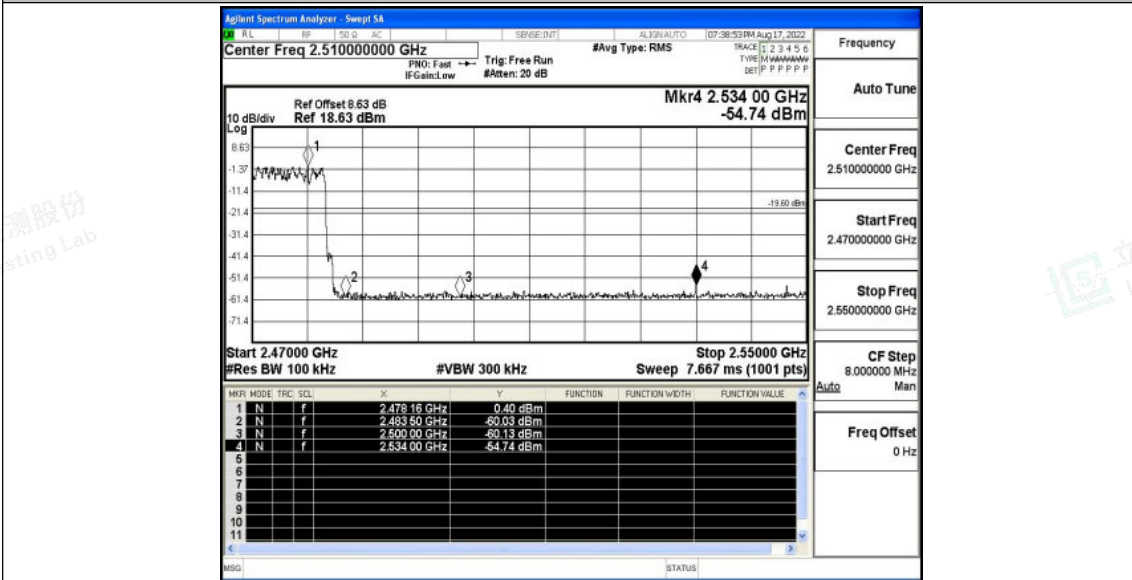 Agilent Spectrum Analyzer - Swept SA
RL RF 50 Ω AC SENSE:INT ALIGNAUTO 07:38:53 PM Aug 17, 2022
Center Freq 2.510000000 GHz #Avg Type: RMS TRACE 1 2 3 4 5 6
PNO: Fast Trig: Free Run TYPE M
IFGain:Low #Atten: 20 dB DET P P P P P P
Frequency
Auto Tune
Mkr4 2.534 00 GHz
-54.74 dBm
Ref Offset 8.63 dB
10 dB/div Ref 18.63 dBm
Log
8.63
-1.37
-11.4
-21.4
-31.4
-41.4
-51.4
-61.4
-71.4
1
2
3
4
-19.60 dBm
Center Freq
2.510000000 GHz
Start Freq
2.470000000 GHz
Stop Freq
2.550000000 GHz
Start 2.47000 GHz Stop 2.55000 GHz
#Res BW 100 kHz #VBW 300 kHz Sweep 7.667 ms (1001 pts)
CF Step
8.000000 MHz
Auto Man
Freq Offset
0 Hz
MKR MODE TRC SCL X Y FUNCTION FUNCTION WIDTH FUNCTION VALUE
1 N f 2.478 16 GHz 0.40 dBm
2 N f 2.483 50 GHz -60.03 dBm
3 N f 2.500 00 GHz -60.13 dBm
4 N f 2.534 00 GHz -54.74 dBm
5
6
7
8
9
10
11
MSG STATUS
测股份
sting Lab
立